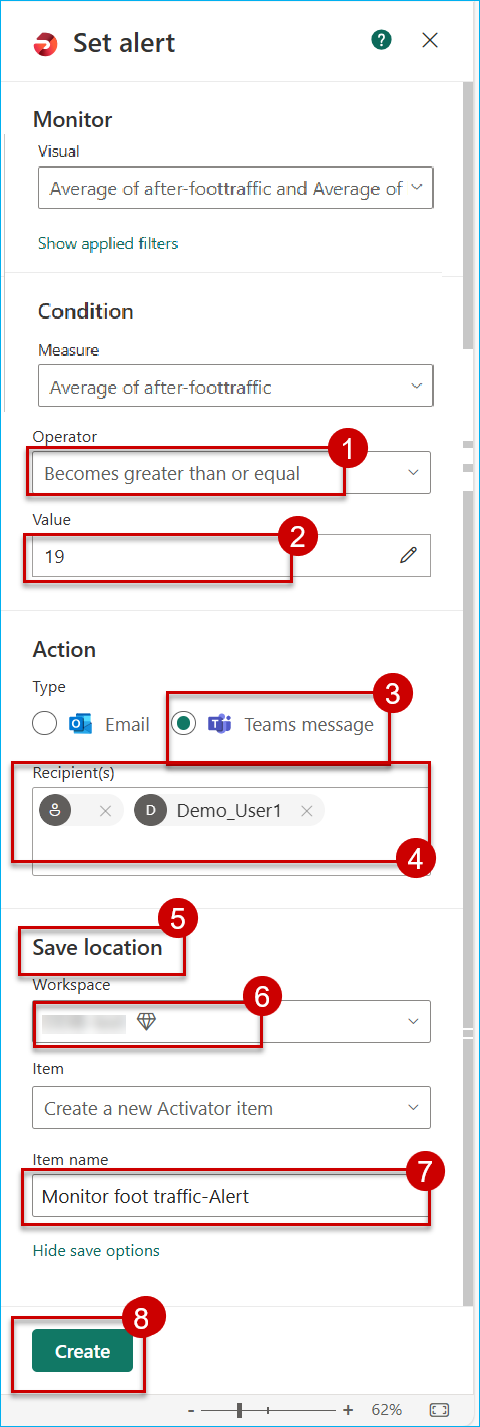 Set alert
?
Monitor
Visual
Average of after-foottraffic and Average of
Show applied filters
Condition
Measure
Average of after-foottraffic
Operator
1
Becomes greater than or equal
Value
2
19
Action
Type
3
Email
Teams message
Recipient(s)
D Demo_User1
4
5
Save location
Workspace
6
Item
Create a new Activator item
Item name
7
Monitor foot traffic-Alert
Hide save options
8
Create
- + 62%